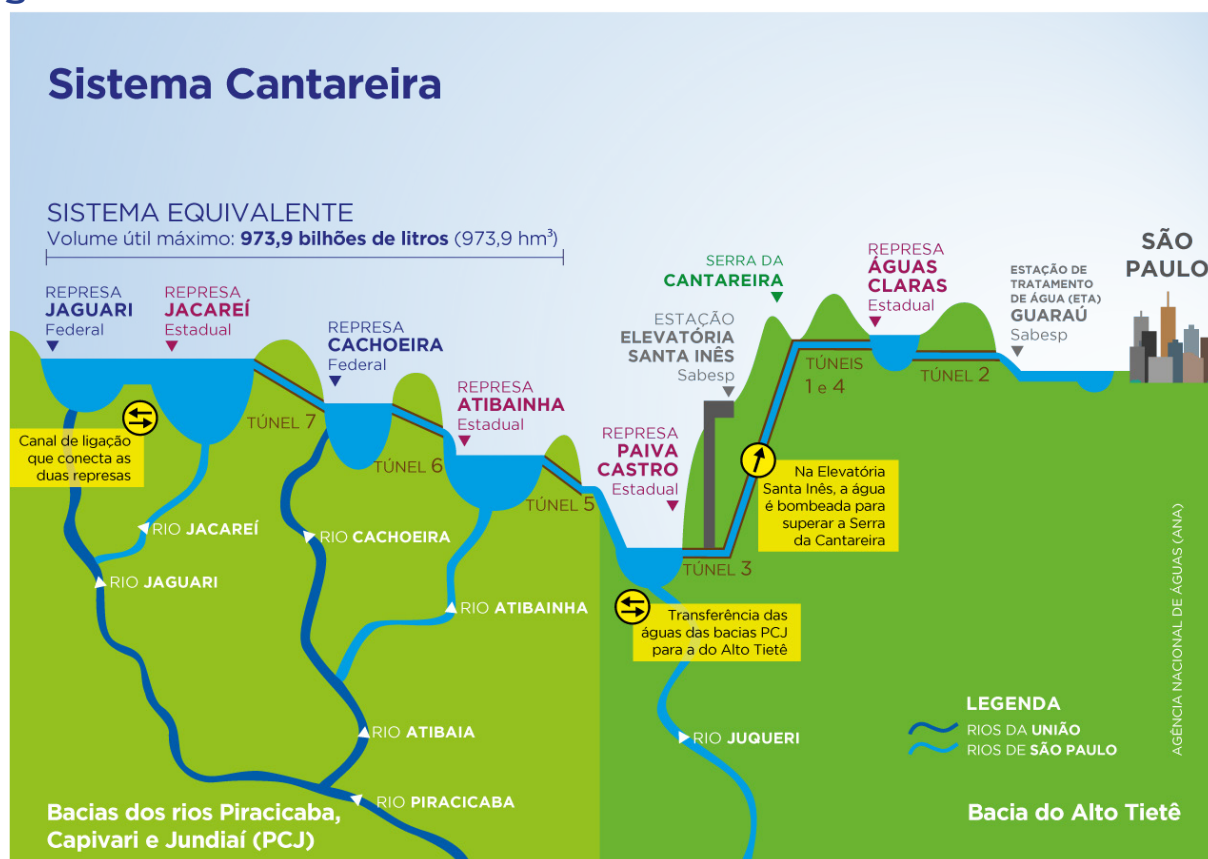 Sistema Cantareira
SISTEMA EQUIVALENTE
Volume útil máximo: 973,9 bilhões de litros (973,9 hm³)
REPRESA
JAGUARI
Federal
REPRESA
JACAREÍ
Estadual
REPRESA
CACHOEIRA
Federal
REPRESA
ATIBAINHA
Estadual
REPRESA
PAIVA
CASTRO
Estadual
ESTAÇÃO
ELEVATÓRIA
SANTA INÊS
Sabesp
SERRA DA
CANTAREIRA
REPRESA
ÁGUAS
CLARAS
Estadual
ESTAÇÃO DE
TRATAMENTO
DE ÁGUA (ETA)
GUARAÚ
Sabesp
SÃO
PAULO
TÚNEL 7
TÚNEL 6
TÚNEL 5
TÚNEL 3
TÚNEIS
1 e 4
TÚNEL 2
Canal de ligação
que conecta as
duas represas
Na Elevatória
Santa Inês, a água
é bombeada para
superar a Serra
da Cantareira
Transferência das
águas das bacias PCJ
para a do Alto Tietê
RIO JACAREÍ
RIO JAGUARI
RIO CACHOEIRA
RIO ATIBAINHA
RIO ATIBAIA
RIO PIRACICABA
RIO JUQUERI
LEGENDA
RIOS DA UNIÃO
RIOS DE SÃO PAULO
Bacias dos rios Piracicaba,
Capivari e Jundiaí (PCJ)
Bacia do Alto Tietê
AGÊNCIA NACIONAL DE ÁGUAS (ANA)